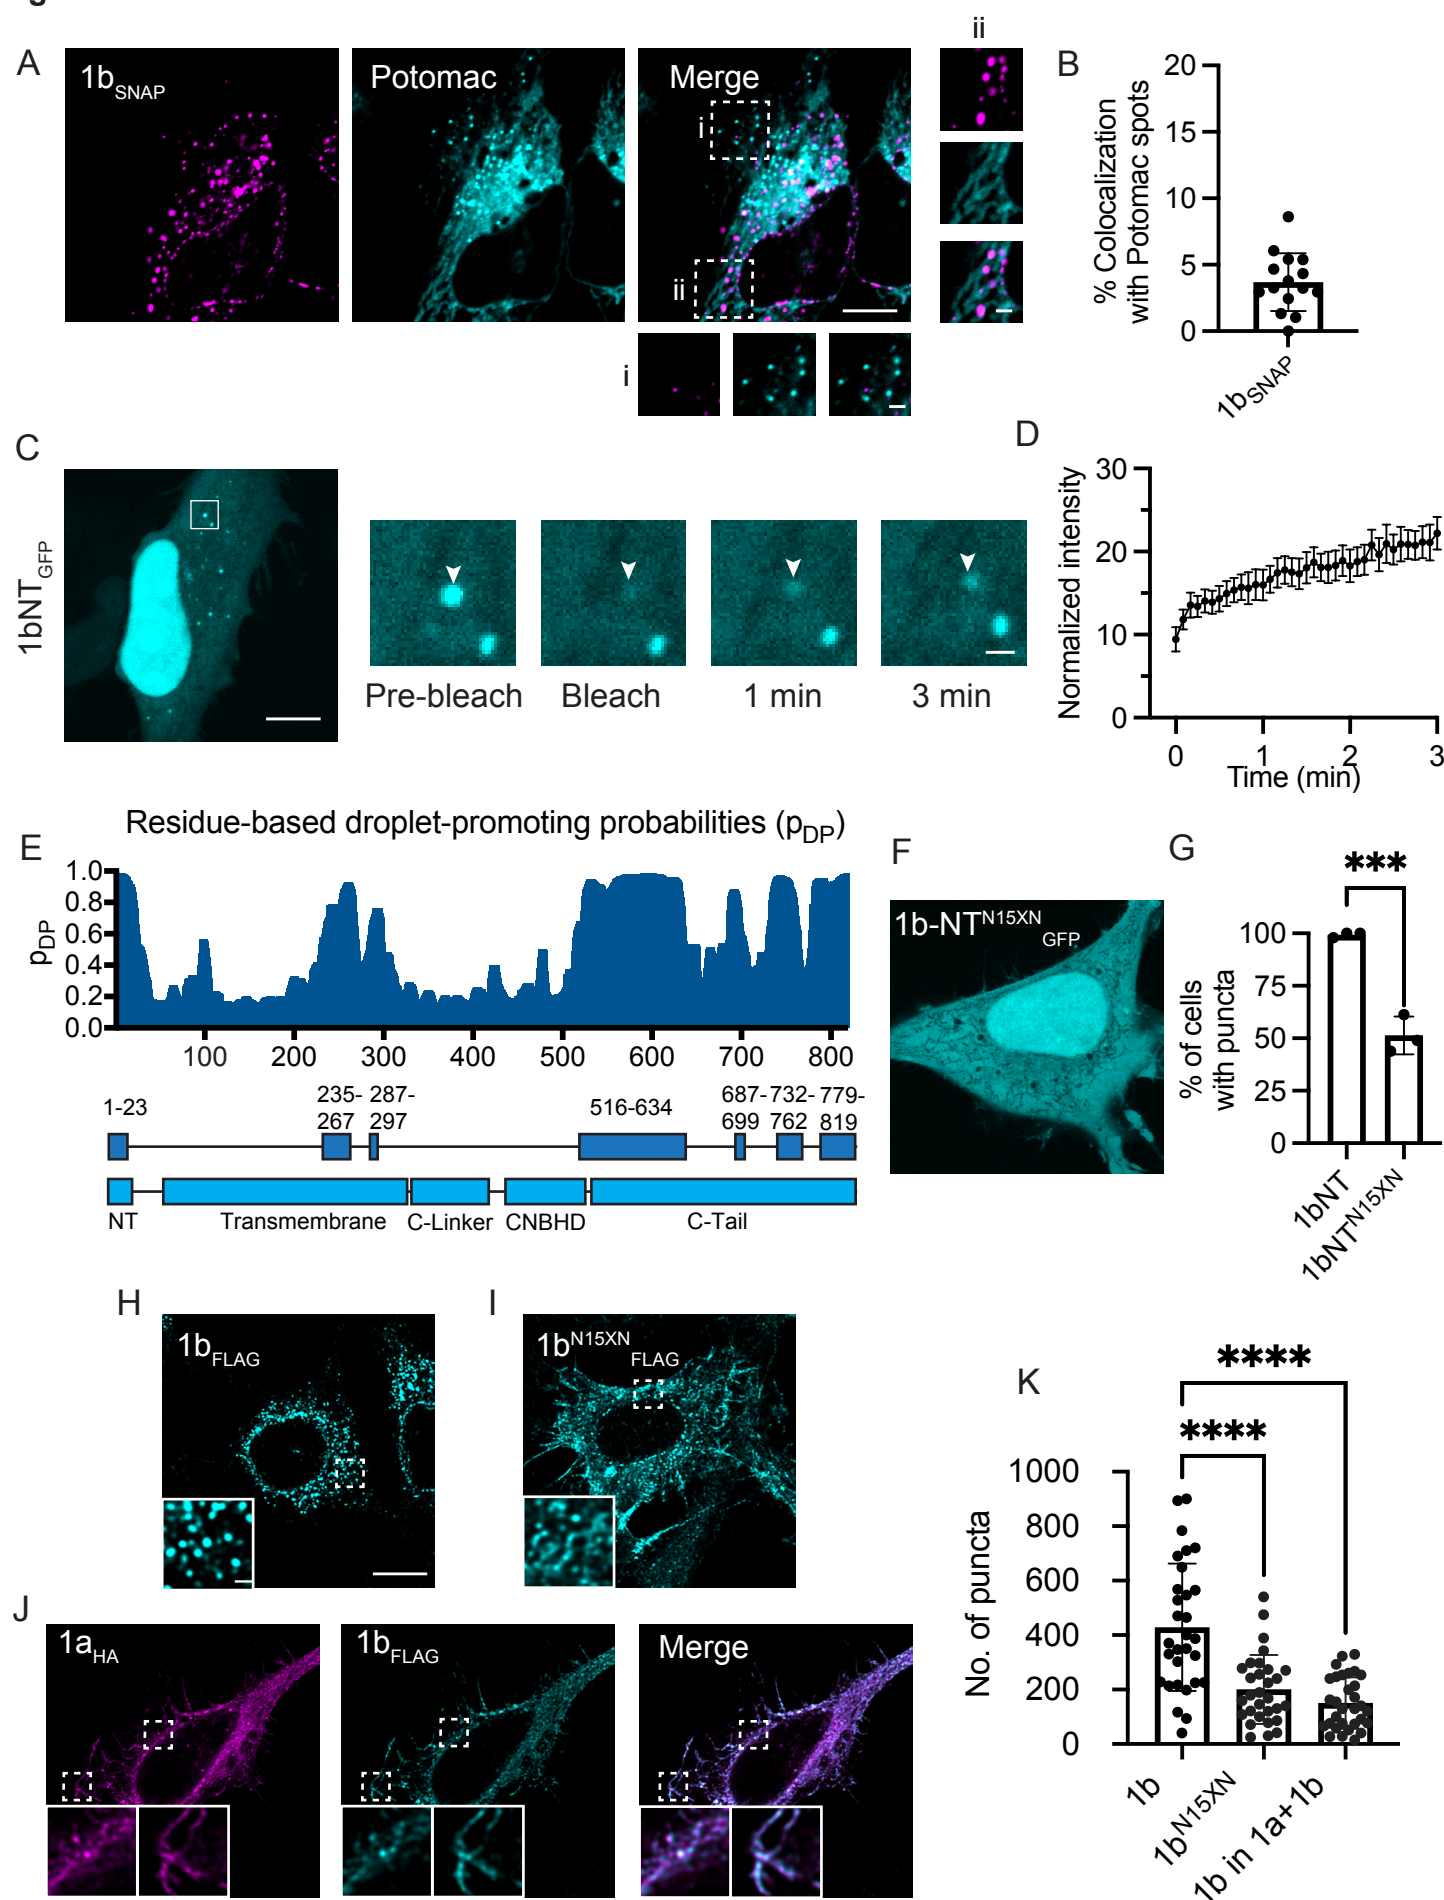 A
1bSNAP
Potomac
Merge
i
ii
ii
i
B
% Colocalization
with Potomac spots
20
15
10
5
0
1bSNAP
C
1bNTGFP
Pre-bleach
Bleach
1 min
3 min
D
Normalized intensity
30
20
10
0
0 1 2 3
Time (min)
E
Residue-based droplet-promoting probabilities (pDP)
pDP
1.0
0.8
0.6
0.4
0.2
0.0
100 200 300 400 500 600 700 800
1-23
235-
267
287-
297
516-634
687-
699
732-
762
779-
819
NT
Transmembrane
C-Linker
CNBHD
C-Tail
F
1b-NTN15XNGFP
G
***
% of cells
with puncta
100
75
50
25
0
1bNT
1bNTN15XN
H
1bFLAG
I
1bN15XNFLAG
J
1aHA
1bFLAG
Merge
K
****
****
No. of puncta
1000
800
600
400
200
0
1b
1bN15XN
1b in 1a+1b